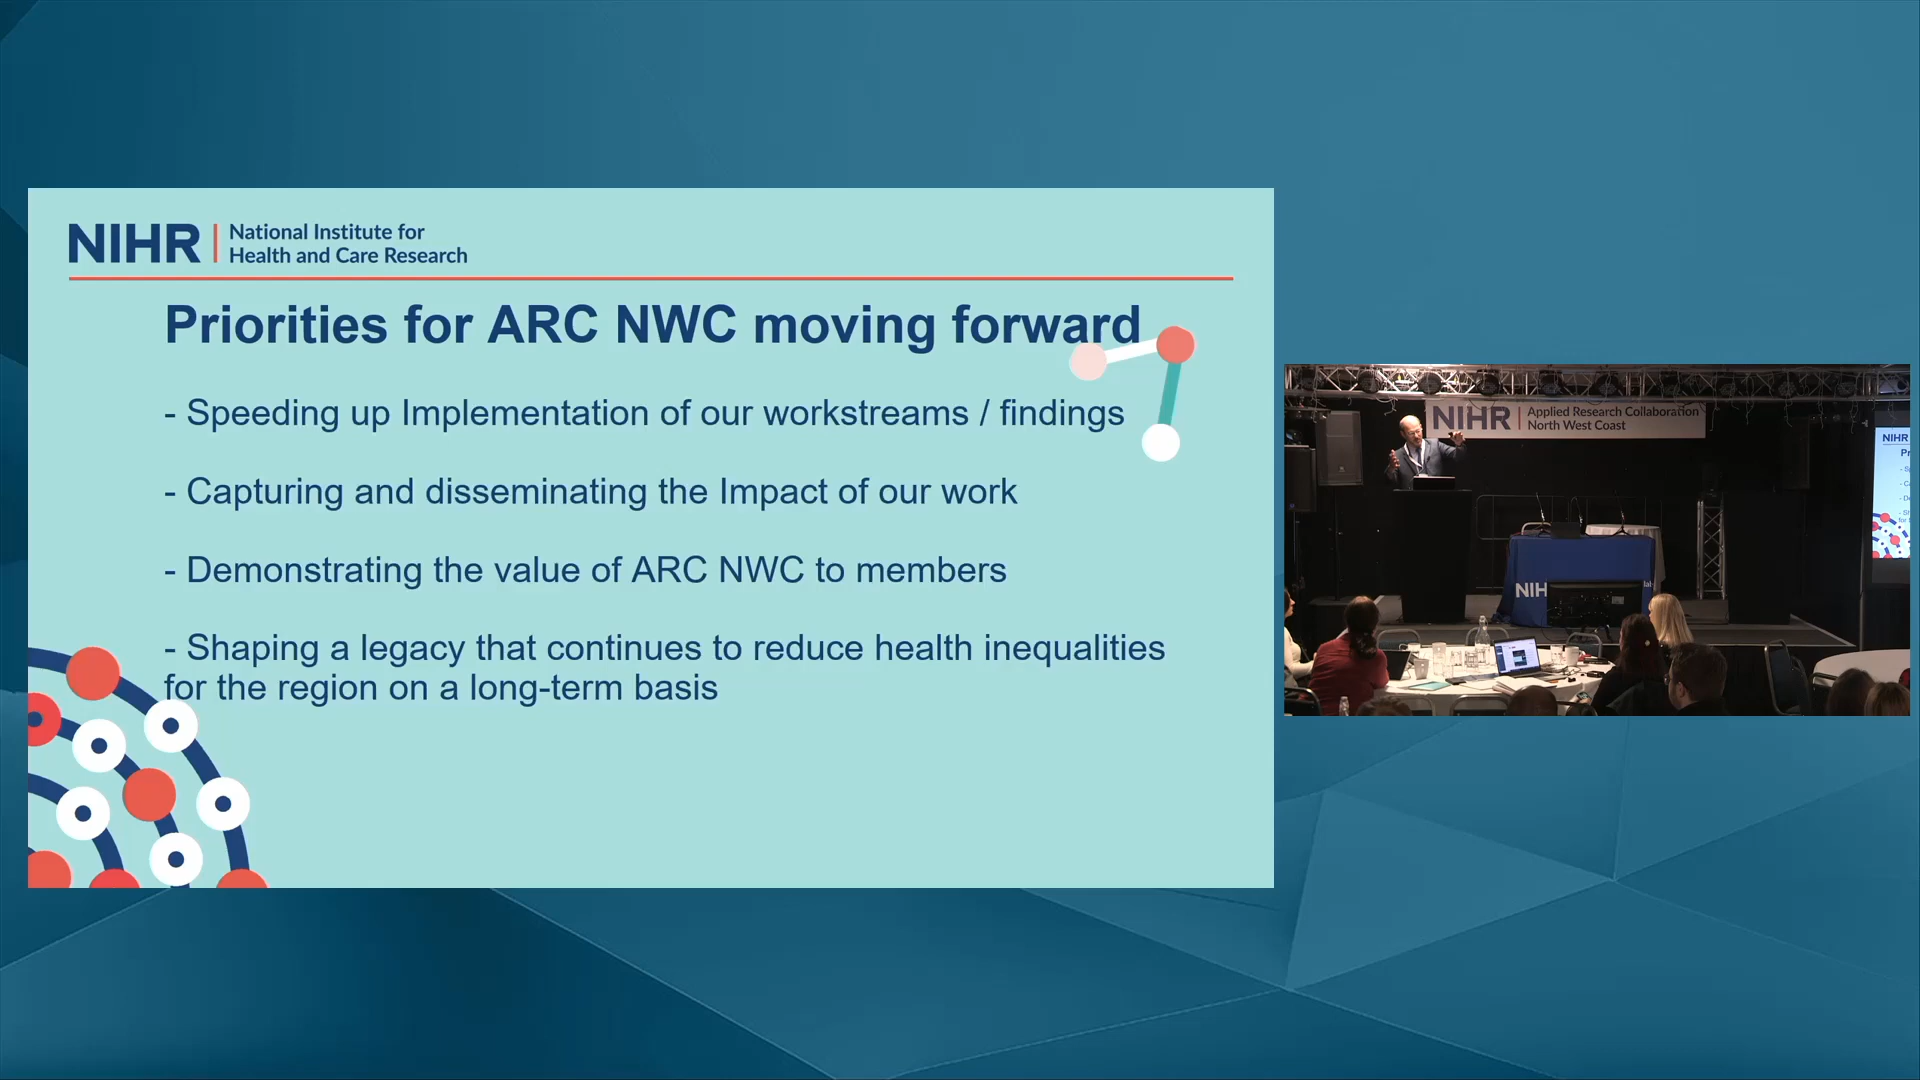 NIHR | National Institute for
Health and Care Research
Priorities for ARC NWC moving forward
- Speeding up Implementation of our workstreams / findings
- Capturing and disseminating the Impact of our work
- Demonstrating the value of ARC NWC to members
- Shaping a legacy that continues to reduce health inequalities
for the region on a long-term basis
NIHR | Applied Research Collaboration
North West Coast
NIHR
Pr
NIH